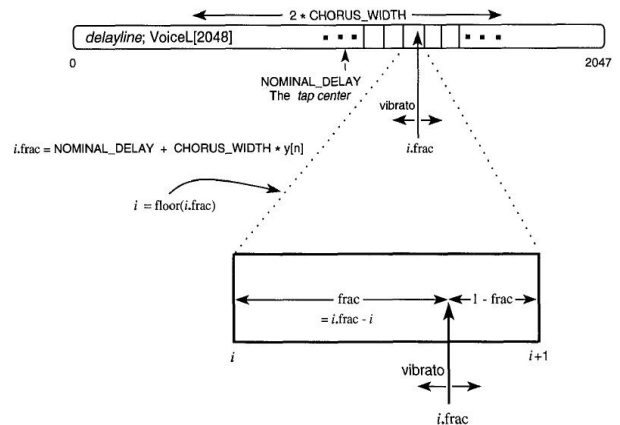 2 * CHORUS_WIDTH
delayline; VoiceL[2048]
0
2047
NOMINAL_DELAY
The tap center
vibrato
i.frac
i.frac = NOMINAL_DELAY + CHORUS_WIDTH * y[n]
i = floor(i.frac)
frac
1 - frac
= i.frac - i
i
i+1
vibrato
i.frac